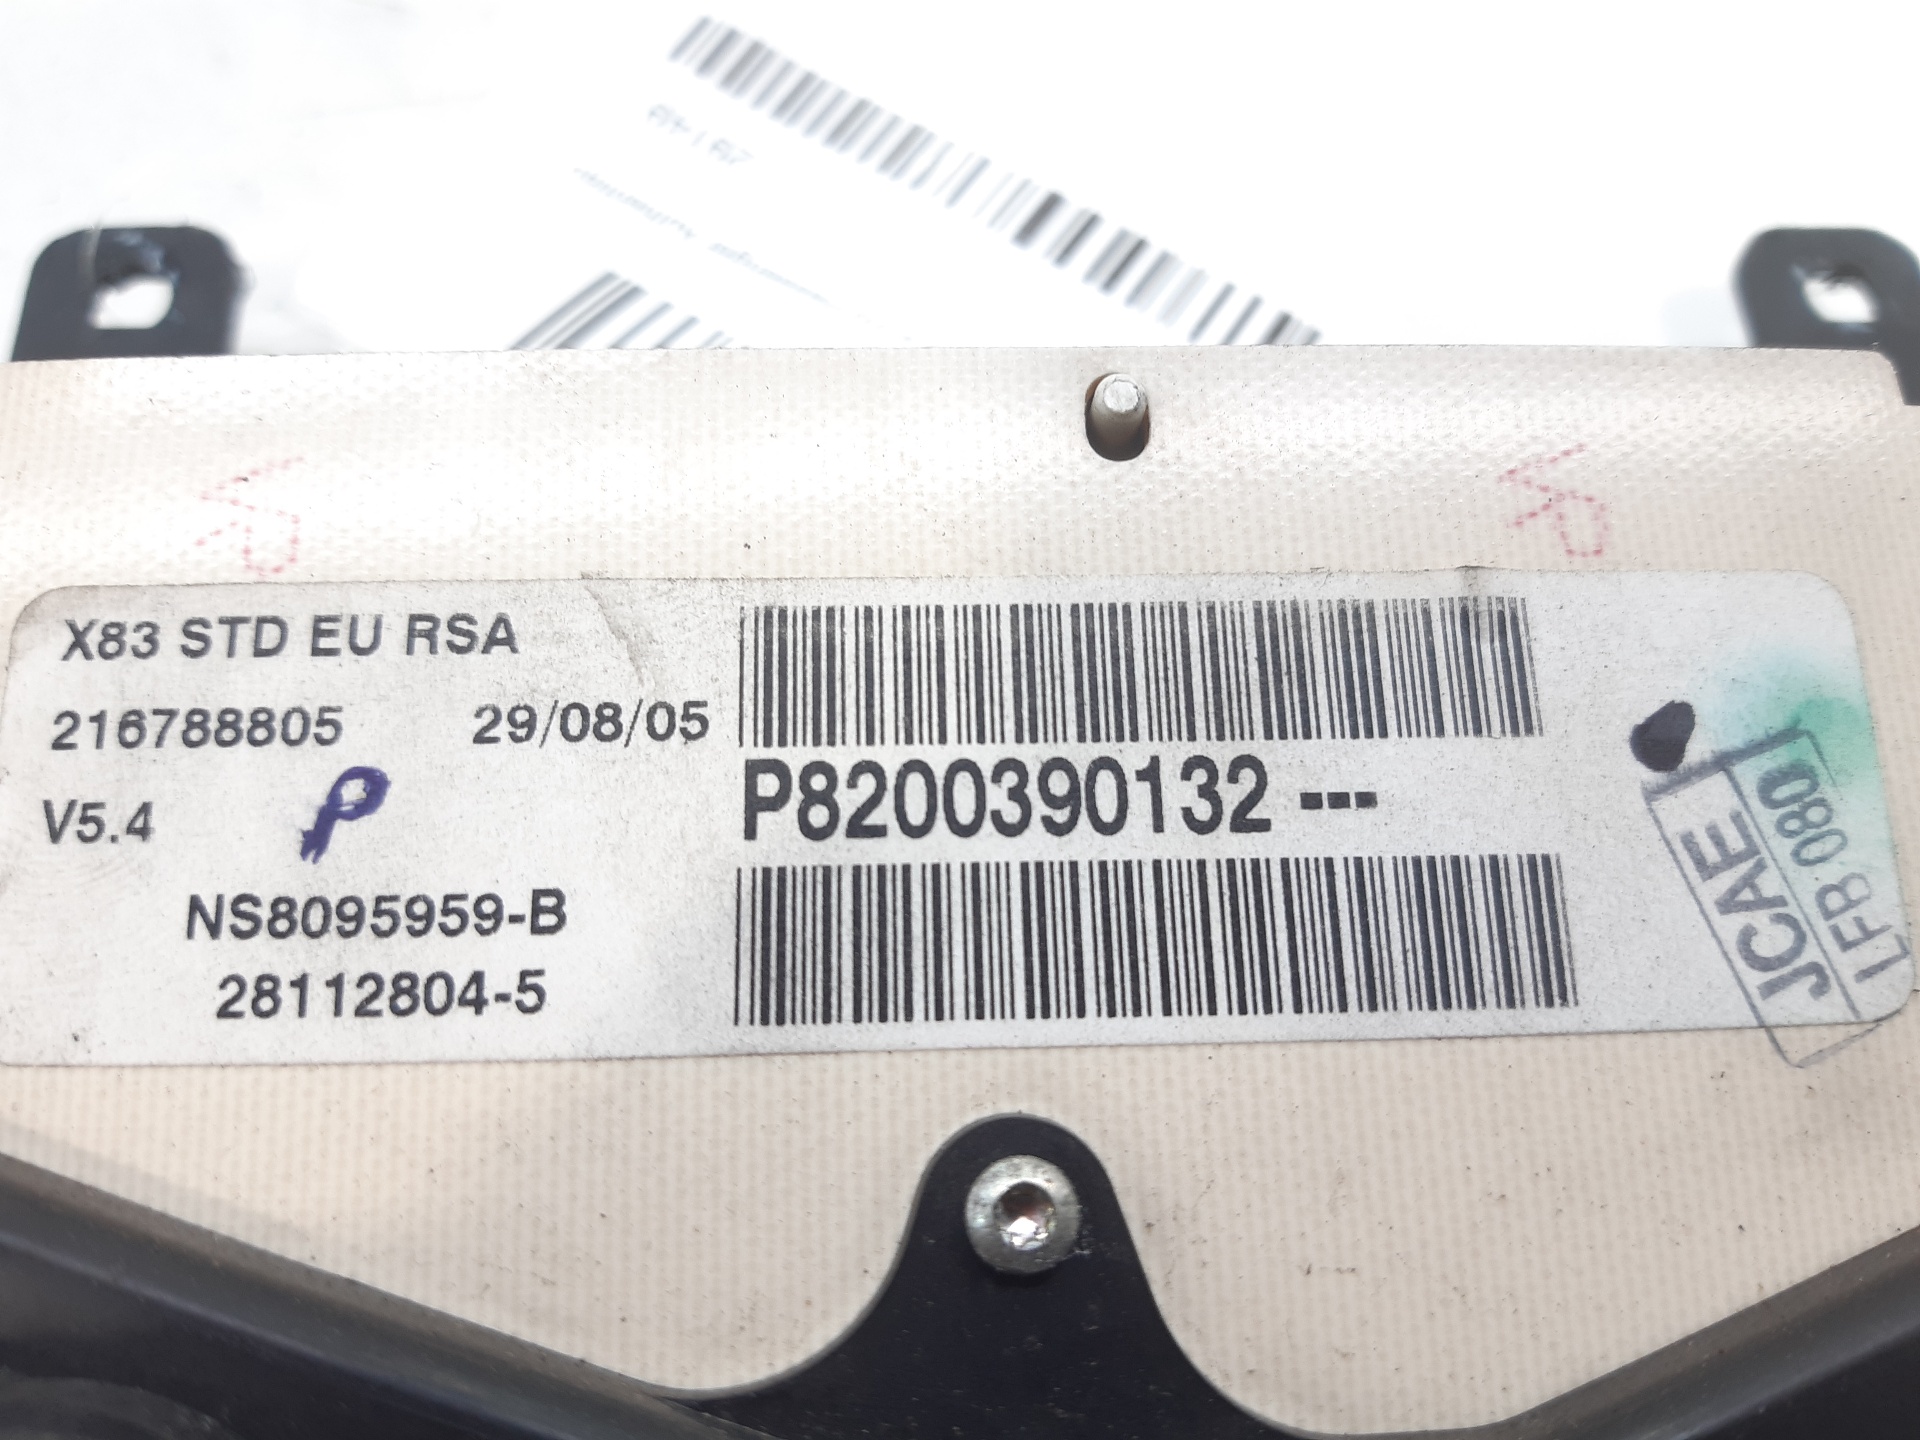 X83 STD EU RSA
216788805 29/08/05
V5.4
P
NS8095959-B
28112804-5
P8200390132 ---
JCAE
LFB.080